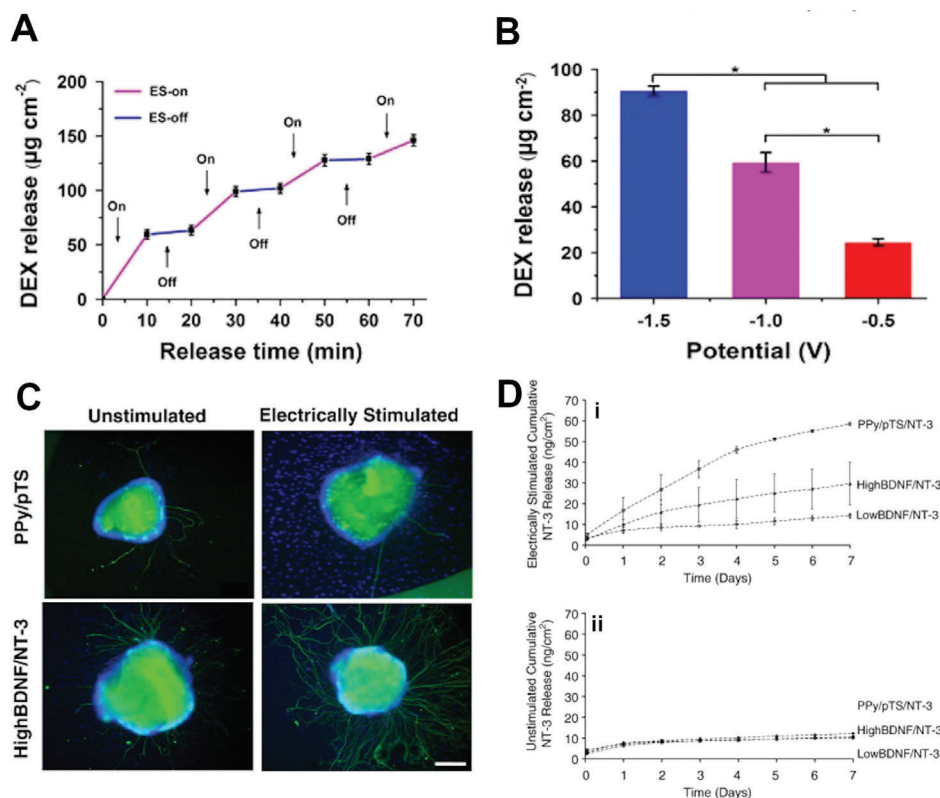 A
DEX release (µg cm-2)
200
150
100
50
0
ES-on
ES-off
On
On
On
On
Off
Off
Off
0 10 20 30 40 50 60 70
Release time (min)
B
DEX release (µg cm-2)
100
80
60
40
20
0
*
*
-1.5 -1.0 -0.5
Potential (V)
C
Unstimulated Electrically Stimulated
PPy/pTS
HighBDNF/NT-3
D
i
Electrically Stimulated Cumulative
NT-3 Release (ng/cm2)
70
60
50
40
30
20
10
0
PPy/pTS/NT-3
HighBDNF/NT-3
LowBDNF/NT-3
0 1 2 3 4 5 6 7
Time (Days)
ii
Unstimulated Cumulative
NT-3 Release (ng/cm2)
70
60
50
40
30
20
10
0
PPy/pTS/NT-3
HighBDNF/NT-3
LowBDNF/NT-3
0 1 2 3 4 5 6 7
Time (Days)